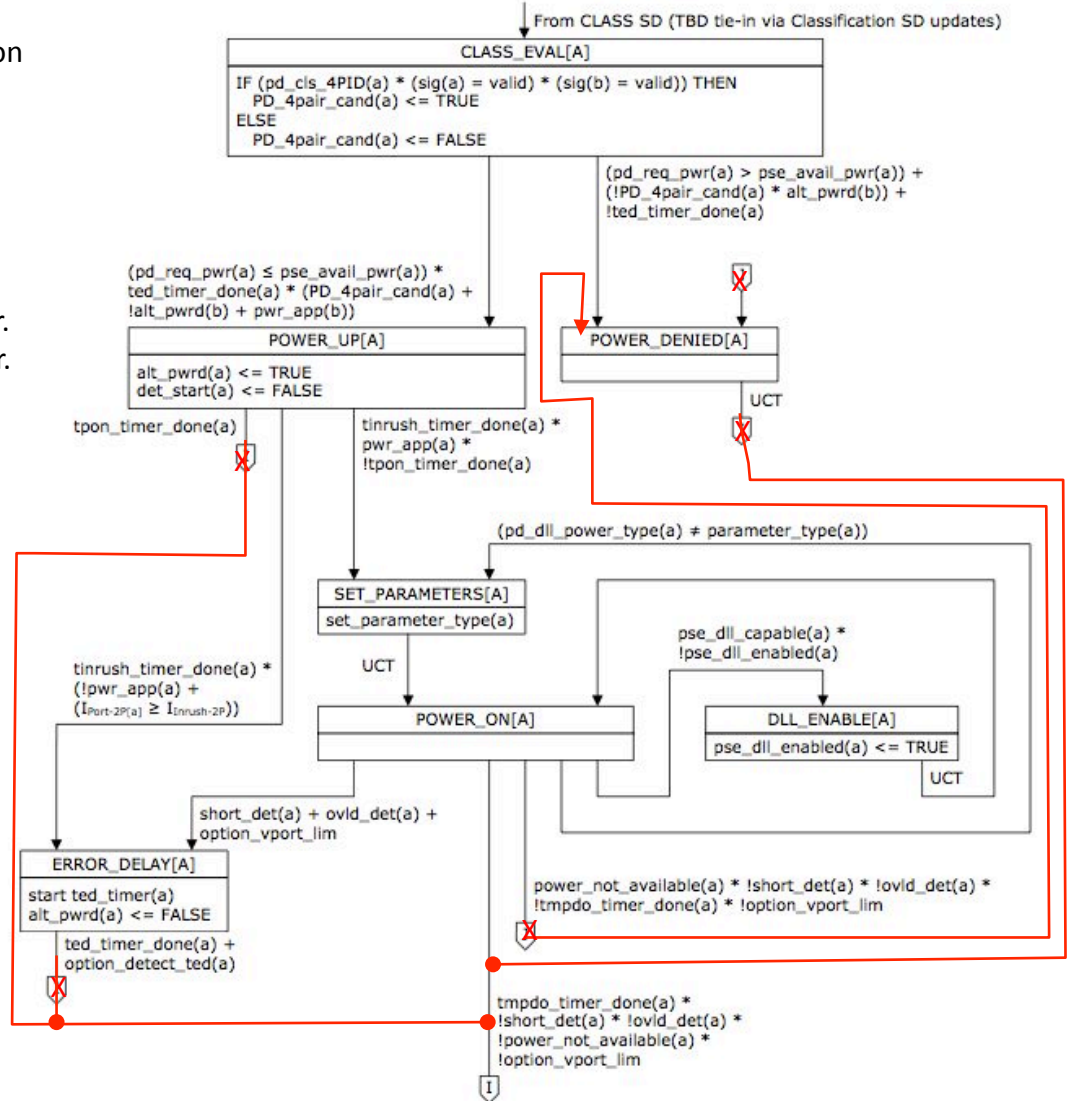 on
r.
r.
From CLASS SD (TBD tie-in via Classification SD updates)
CLASS_EVAL[A]
IF (pd_cls_4PID(a) * (sig(a) = valid) * (sig(b) = valid)) THEN
PD_4pair_cand(a) <= TRUE
ELSE
PD_4pair_cand(a) <= FALSE
(pd_req_pwr(a) > pse_avail_pwr(a)) +
(!PD_4pair_cand(a) * alt_pwrd(b)) +
!ted_timer_done(a)
(pd_req_pwr(a) ≤ pse_avail_pwr(a)) *
ted_timer_done(a) * (PD_4pair_cand(a) +
!alt_pwrd(b) + pwr_app(b))
POWER_UP[A]
alt_pwrd(a) <= TRUE
det_start(a) <= FALSE
POWER_DENIED[A]
UCT
tpon_timer_done(a)
tinrush_timer_done(a) *
pwr_app(a) *
!tpon_timer_done(a)
(pd_dll_power_type(a) ≠ parameter_type(a))
SET_PARAMETERS[A]
set_parameter_type(a)
UCT
pse_dll_capable(a) *
!pse_dll_enabled(a)
tinrush_timer_done(a) *
(!pwr_app(a) +
(IPort-2P[a] ≥ IInrush-2P))
POWER_ON[A]
DLL_ENABLE[A]
pse_dll_enabled(a) <= TRUE
UCT
short_det(a) + ovld_det(a) +
option_vport_lim
ERROR_DELAY[A]
start ted_timer(a)
alt_pwrd(a) <= FALSE
power_not_available(a) * !short_det(a) * !ovld_det(a) *
!tmpdo_timer_done(a) * !option_vport_lim
ted_timer_done(a) +
option_detect_ted(a)
tmpdo_timer_done(a) *
!short_det(a) * !ovld_det(a) *
!power_not_available(a) *
!option_vport_lim
I